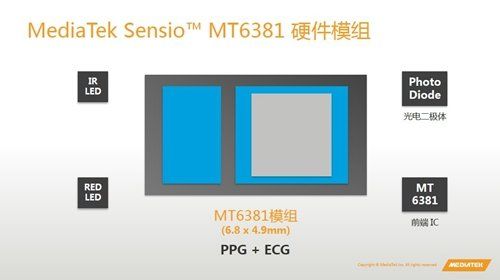 MediaTek Sensio™ MT6381 硬件模组
IR
LED
Photo
Diode
光电二极体
RED
LED
MT
6381
前端 IC
MT6381模组
(6.8 x 4.9mm)
PPG + ECG
Copyright © MediaTek Inc. All rights reserved.
MEDIATEK